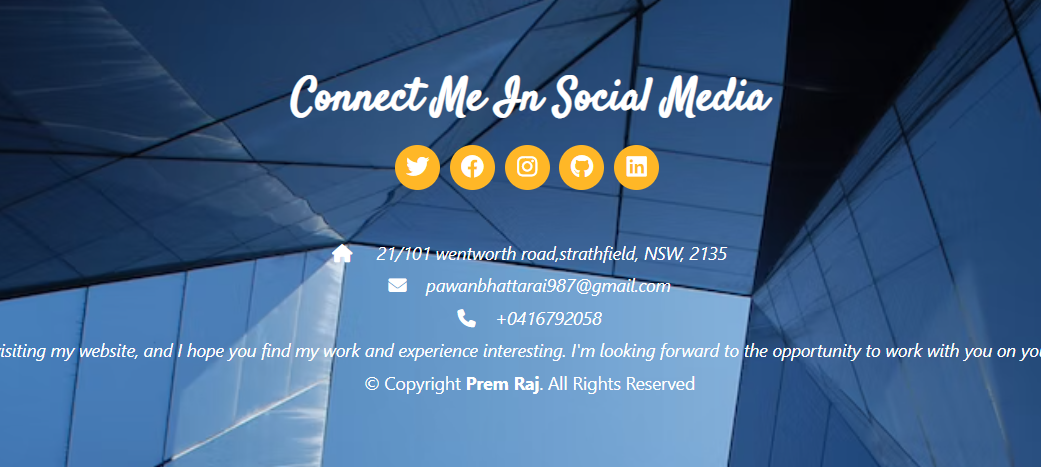 Connect Me In Social Media
21/101 wentworth road,strathfield, NSW, 2135
pawanbhattarai987@gmail.com
+0416792058
my website, and I hope you find my work and experience interesting. I'm looking forward to the opportunity to work with you on
© Copyright Prem Raj. All Rights Reserved